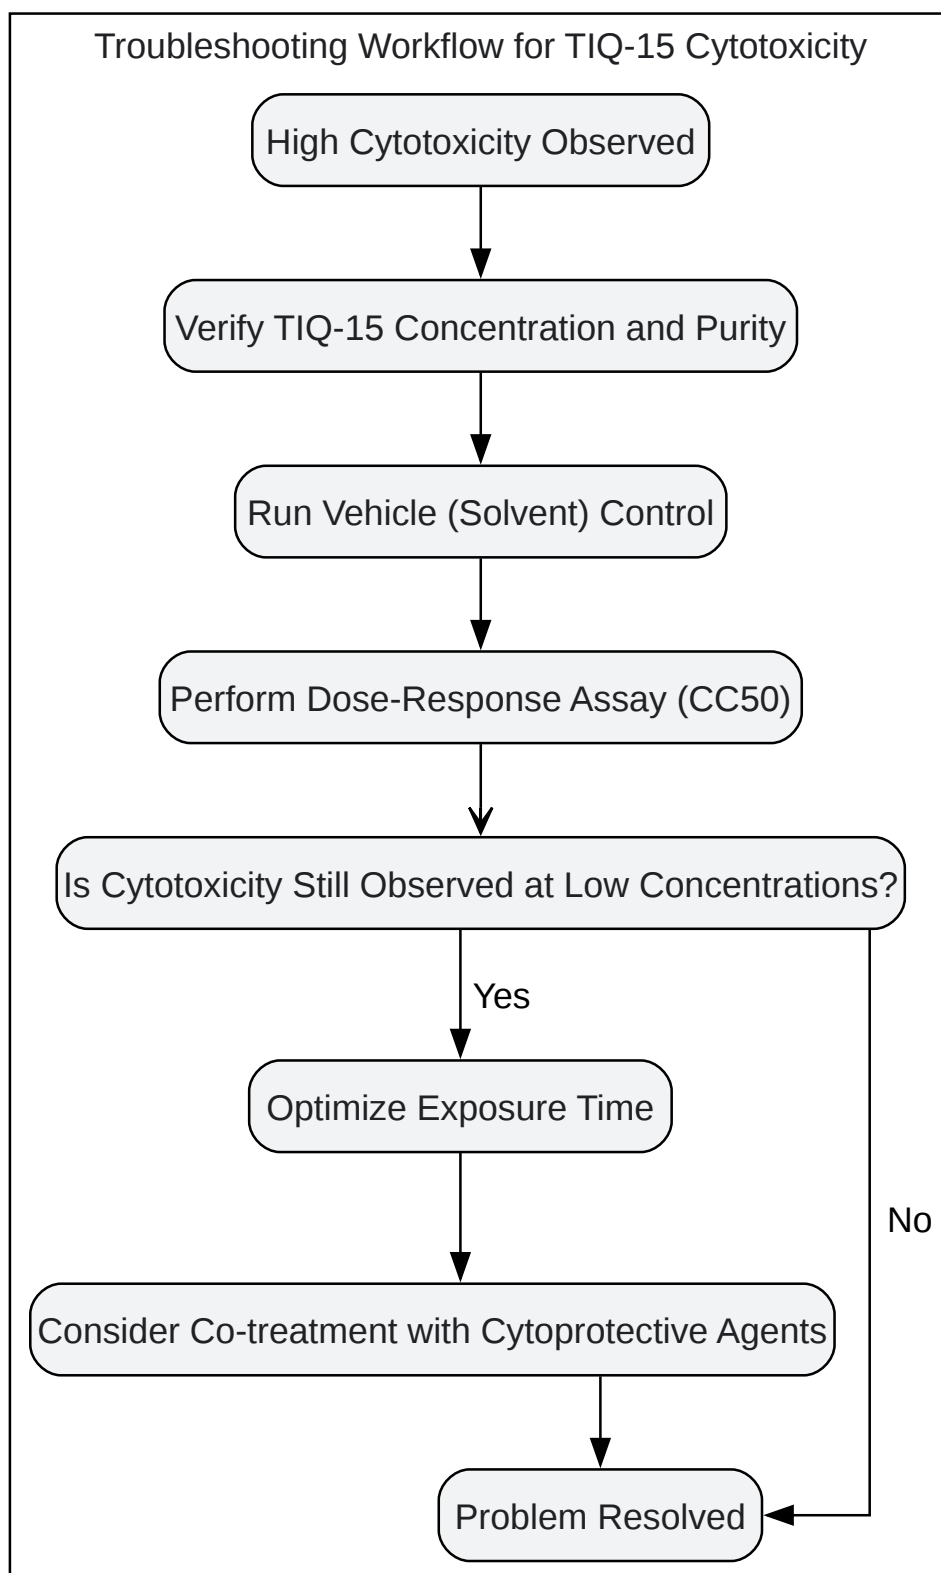 Troubleshooting Workflow for TIQ-15 Cytotoxicity
High Cytotoxicity Observed
Verify TIQ-15 Concentration and Purity
Run Vehicle (Solvent) Control
Perform Dose-Response Assay (CC50)
Is Cytotoxicity Still Observed at Low Concentrations?
Yes
Optimize Exposure Time
No
Consider Co-treatment with Cytoprotective Agents
Problem Resolved